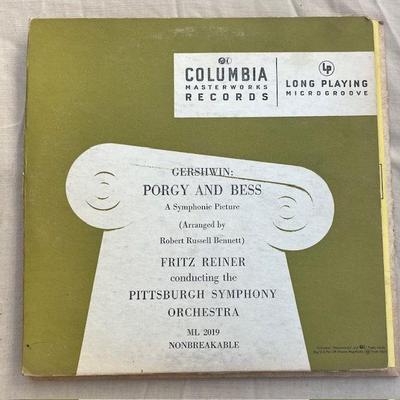 COLUMBIA
MASTERWORKS
RECORDS
LP
LONG PLAYING
MICROGROOVE
GERSHWIN:
PORGY AND BESS
A Symphonic Picture
(Arranged by
Robert Russell Bennett)
FRITZ REINER
conducting the
PITTSBURGH SYMPHONY
ORCHESTRA
ML 2019
NONBREAKABLE